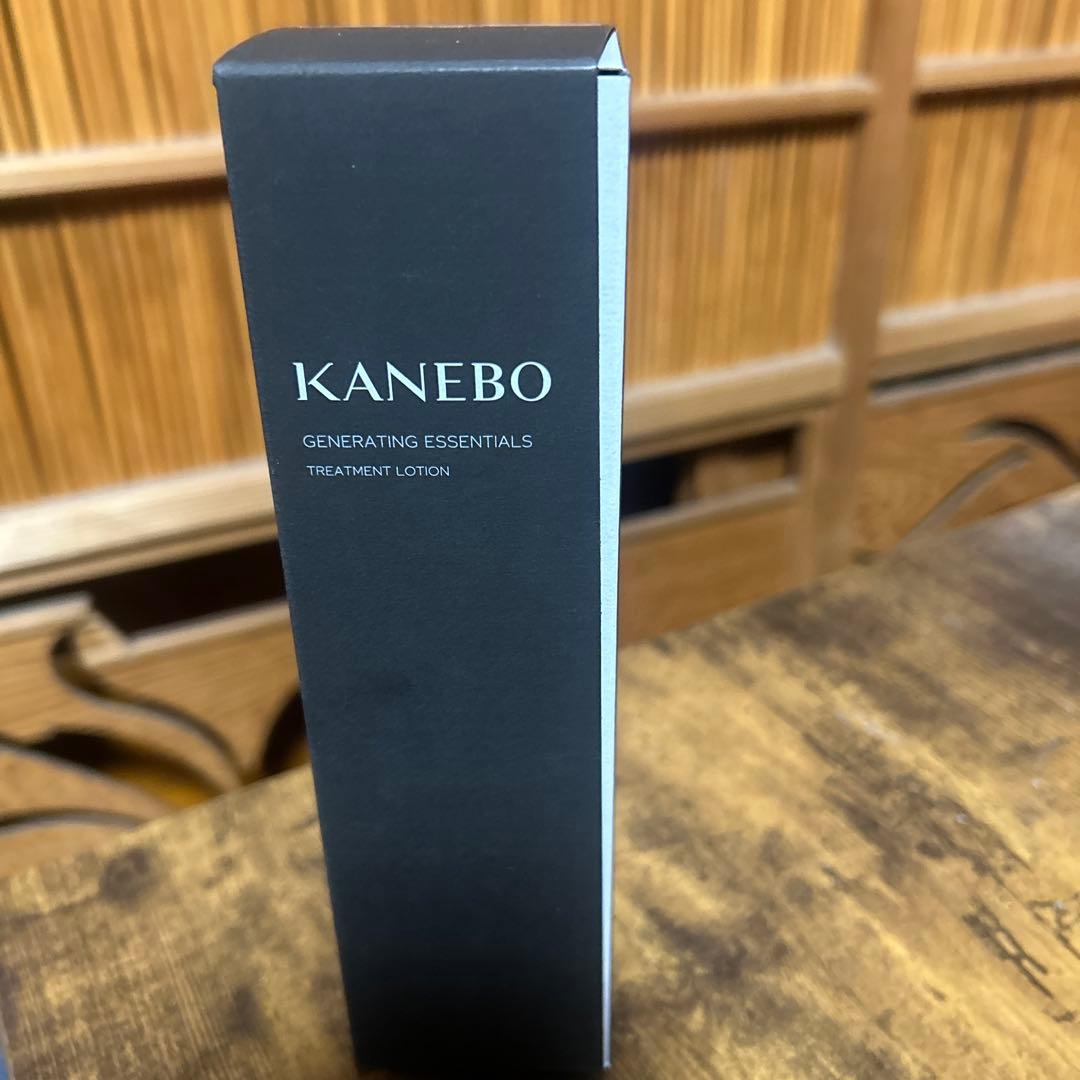 KANEBO
GENERATING ESSENTIALS
TREATMENT LOTION